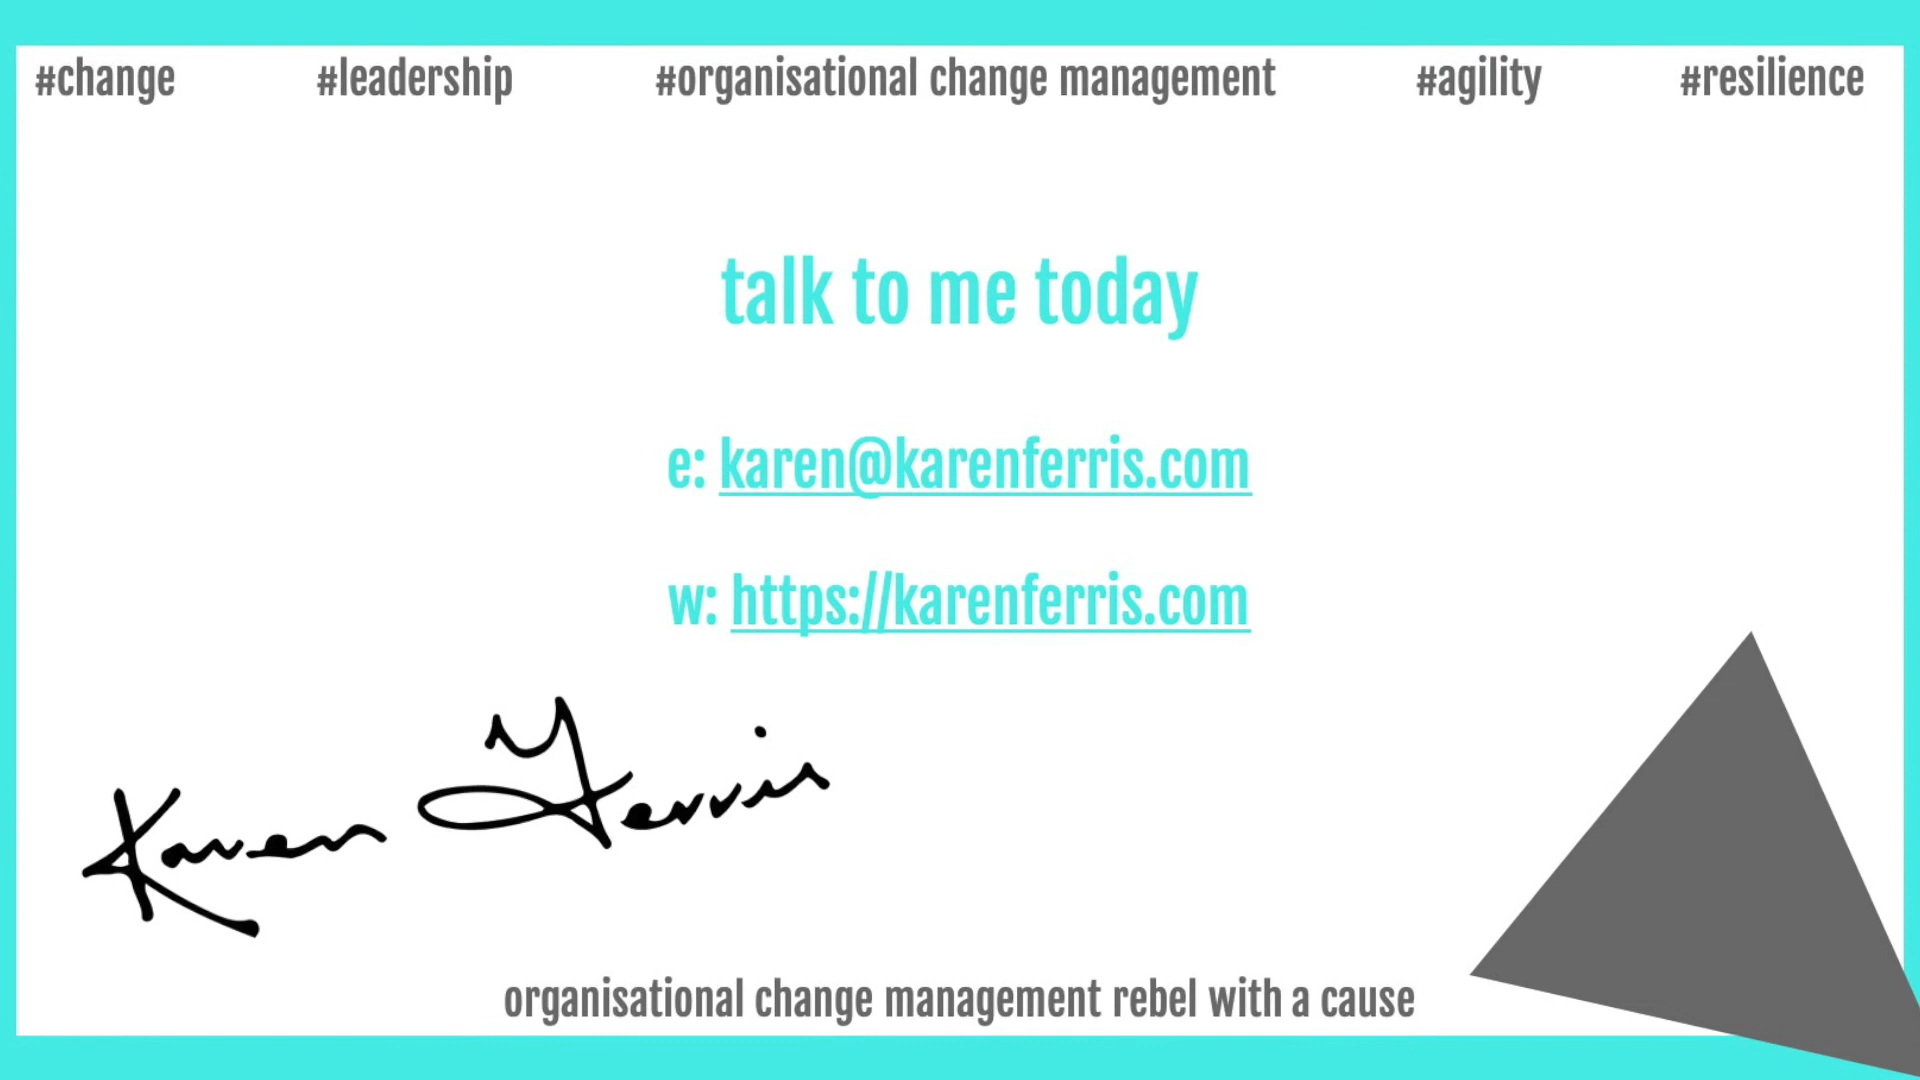 #change #leadership #organisational change management #agility #resilience
talk to me today
e: karen@karenferris.com
w: https://karenferris.com
Karen Ferris
organisational change management rebel with a cause